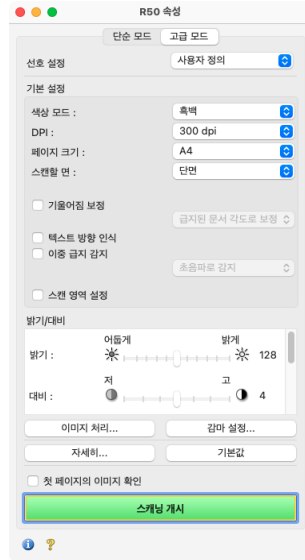 R50 속성
단순 모드 고급 모드
선호 설정 사용자 정의
기본 설정
색상 모드 : 흑백
DPI : 300 dpi
페이지 크기 : A4
스캔할 면 : 단면
기울어짐 보정
급지된 문서 각도로 보정
텍스트 방향 인식
이중 급지 감지
초음파로 감지
스캔 영역 설정
밝기/대비
어둡게 밝게
밝기 : 128
저 고
대비 : 4
이미지 처리... 감마 설정...
자세히... 기본값
첫 페이지의 이미지 확인
스캐닝 개시